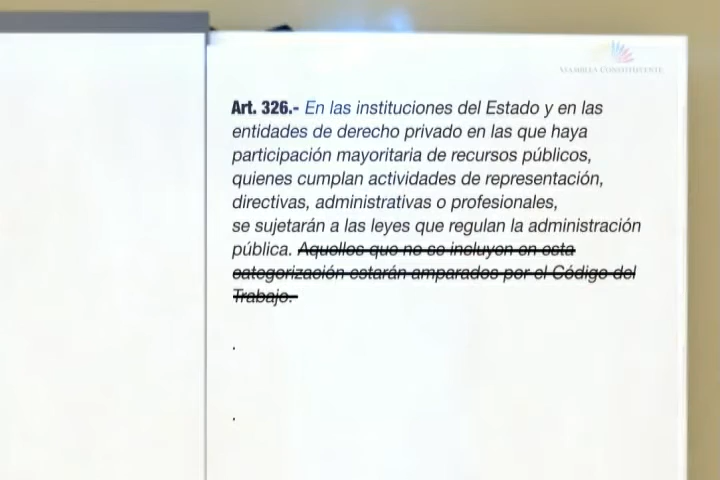 ASAMBLEA CONSTITUYENTE
Art. 326.- En las instituciones del Estado y en las
entidades de derecho privado en las que haya
participación mayoritaria de recursos públicos,
quienes cumplan actividades de representación,
directivas, administrativas o profesionales,
se sujetarán a las leyes que regulan la administración
pública. Aquellos que no se incluyen en esta
categorización estarán amparados por el Código del
Trabajo.
.
.